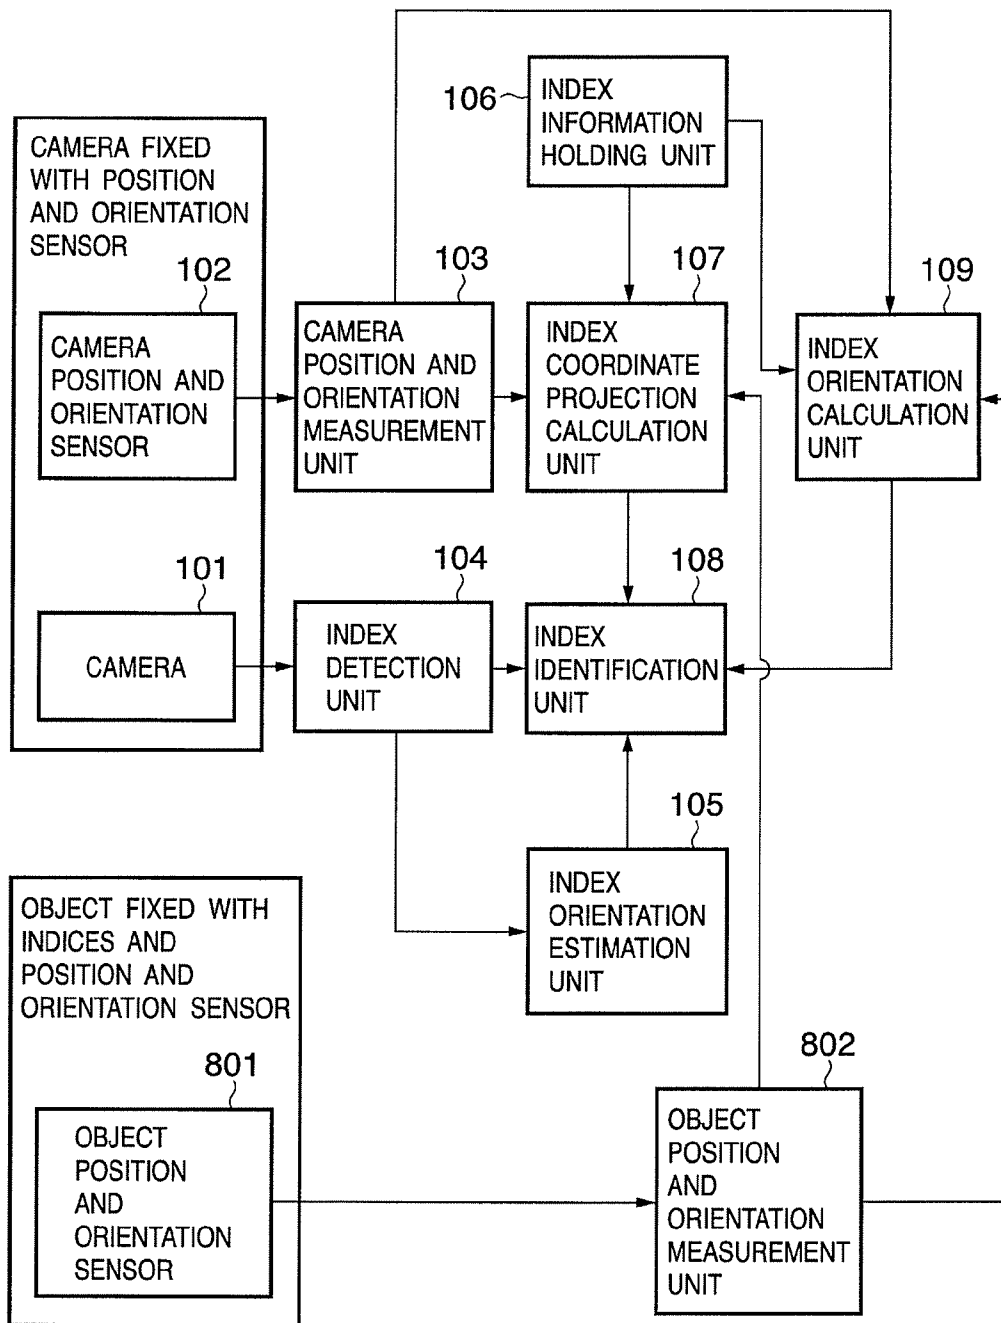 106
INDEX
INFORMATION
HOLDING UNIT
CAMERA FIXED
WITH POSITION
AND ORIENTATION
SENSOR
102
CAMERA
POSITION AND
ORIENTATION
SENSOR
103
CAMERA
POSITION AND
ORIENTATION
MEASUREMENT
UNIT
107
INDEX
COORDINATE
PROJECTION
CALCULATION
UNIT
109
INDEX
ORIENTATION
CALCULATION
UNIT
101
CAMERA
104
INDEX
DETECTION
UNIT
108
INDEX
IDENTIFICATION
UNIT
105
INDEX
ORIENTATION
ESTIMATION
UNIT
OBJECT FIXED WITH
INDICES AND
POSITION AND
ORIENTATION SENSOR
801
OBJECT
POSITION
AND
ORIENTATION
SENSOR
802
OBJECT
POSITION
AND
ORIENTATION
MEASUREMENT
UNIT